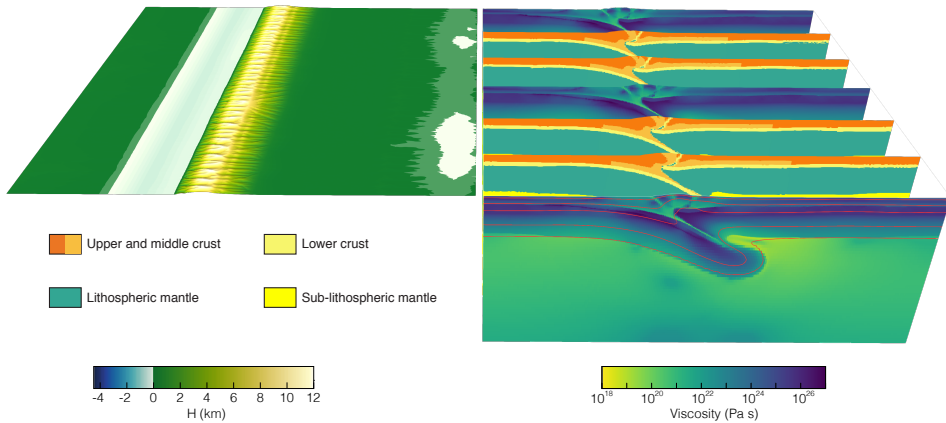 Upper and middle crust
Lower crust
Lithospheric mantle
Sub-lithospheric mantle
-4 -2 0 2 4 6 8 10 12
H (km)
10^18 10^20 10^22 10^24 10^26
Viscosity (Pa s)